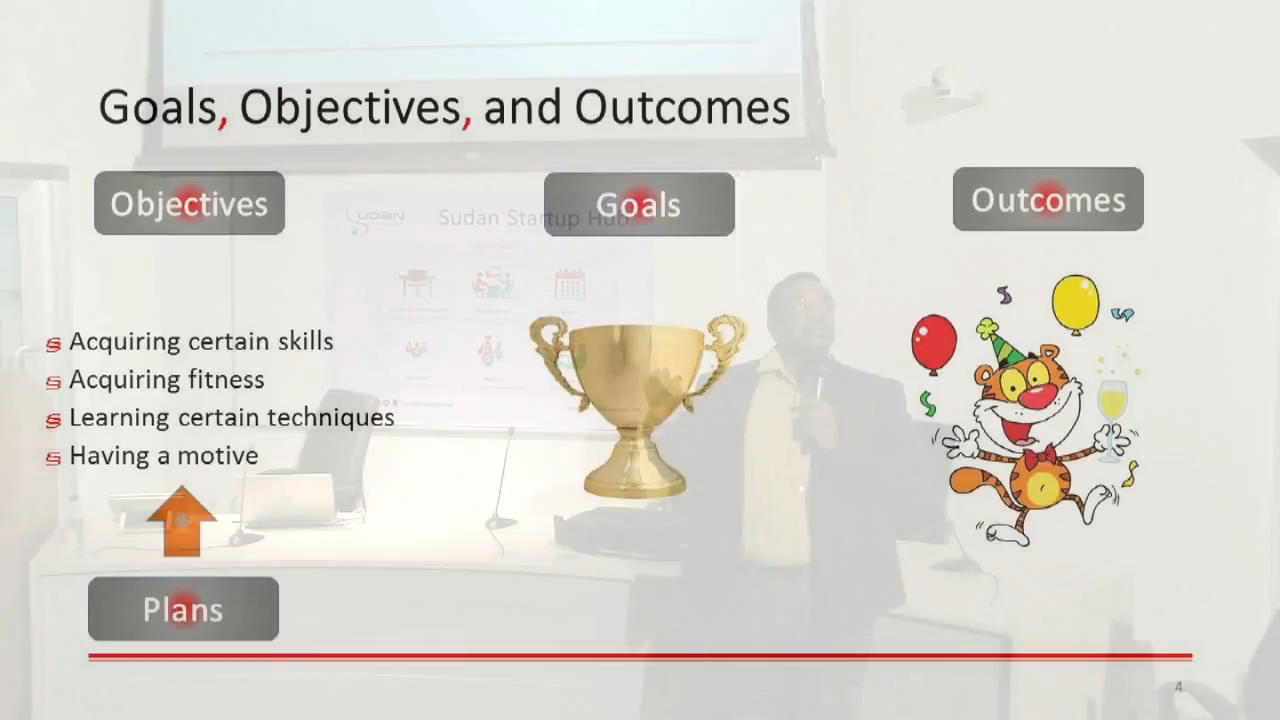 Goals, Objectives, and Outcomes
Objectives
Goals
Outcomes
SUDAN
Sudan Startup Hub
Acquiring certain skills
Acquiring fitness
Learning certain techniques
Having a motive
Plans
4